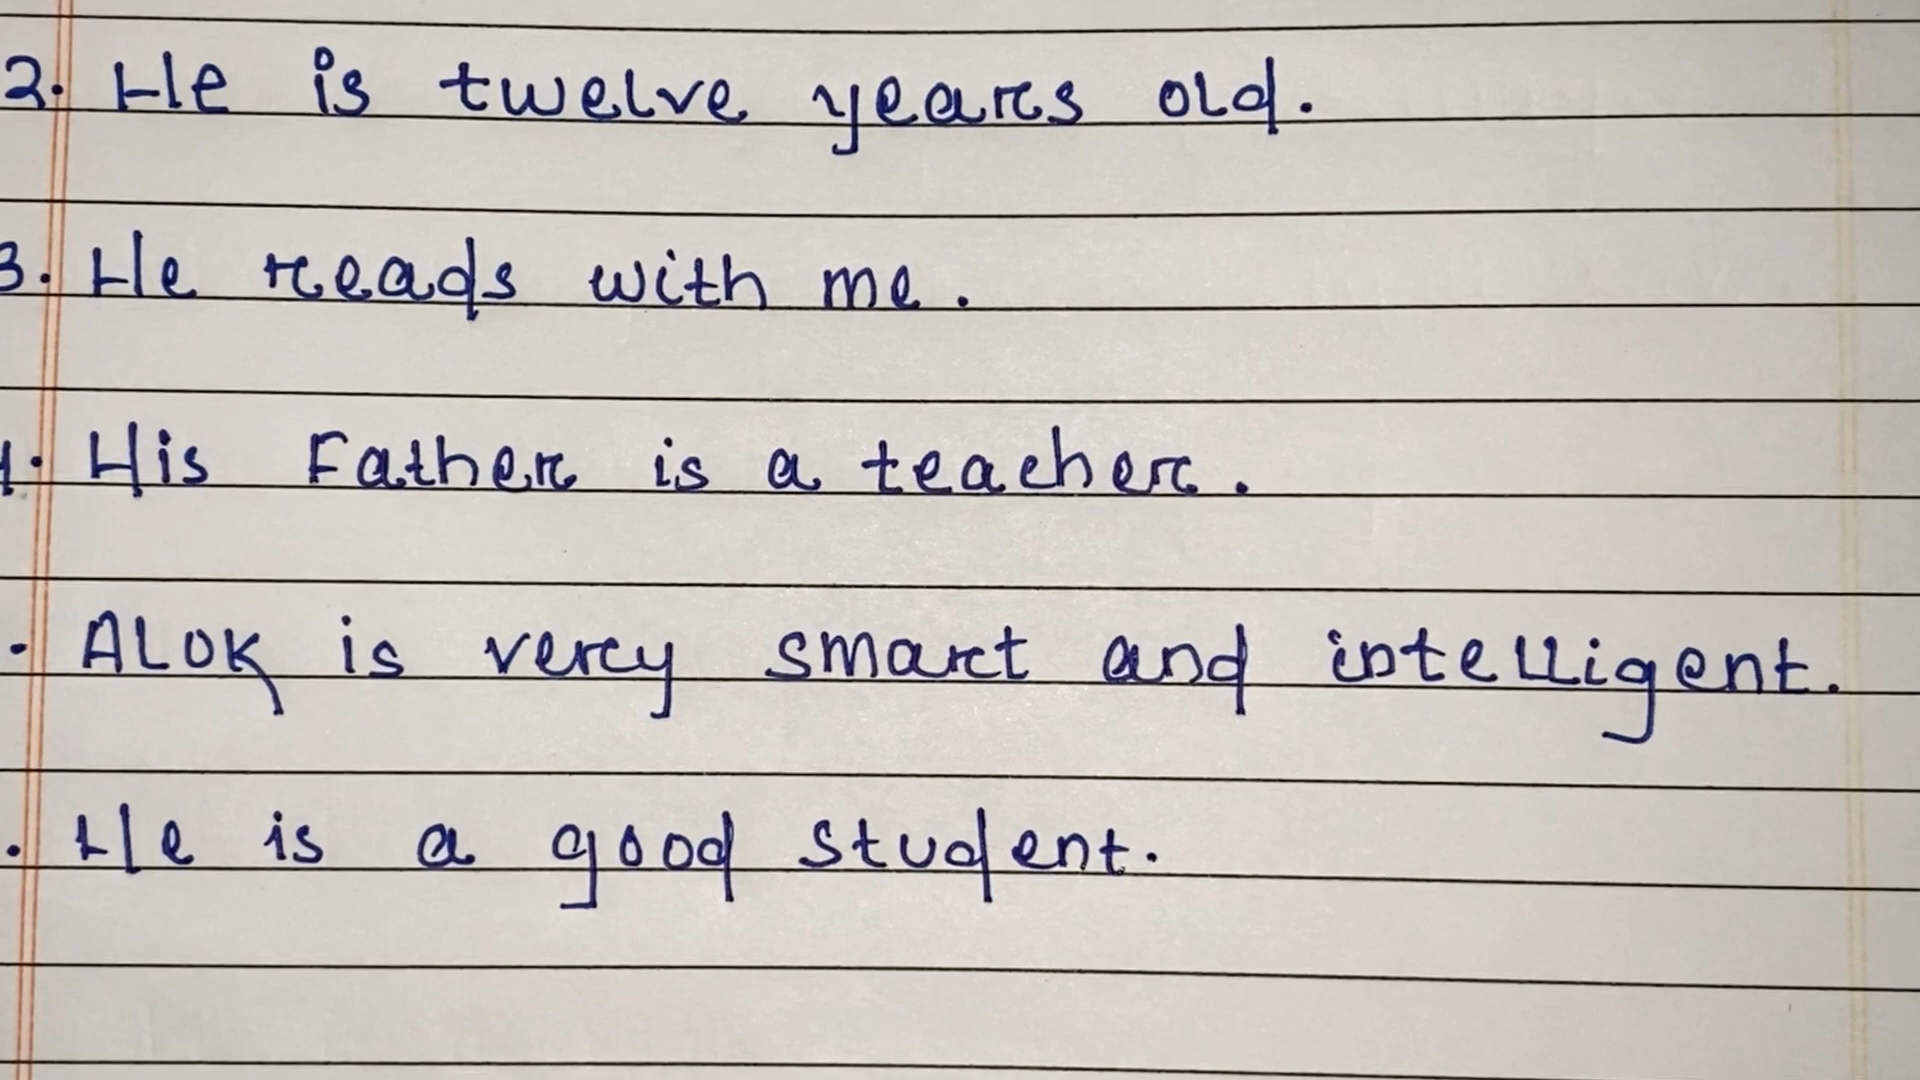 2. He is twelve years old.
3. He reads with me.
4. His Father is a teacher.
. Alok is very smart and intelligent.
. He is a good student.